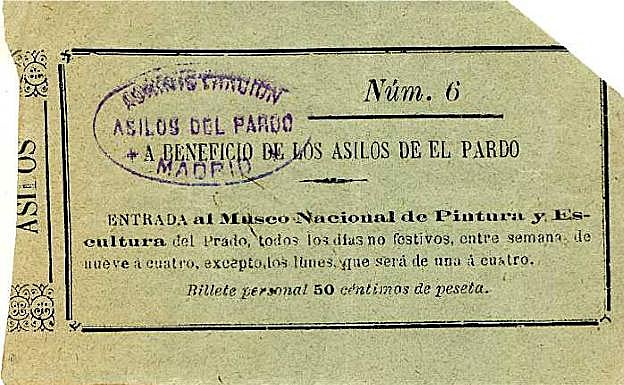 ASILOS
ADMINISTRACION
ASILOS DEL PARDO
MADRID
Núm. 6
A BENEFICIO DE LOS ASILOS DE EL PARDO
ENTRADA al Museo Nacional de Pintura y Es-
cultura del Prado, todos los días no festivos, entre semana, de
nueve á cuatro, excepto los lunes, que será de una á cuatro.
Billete personal 50 céntimos de peseta.